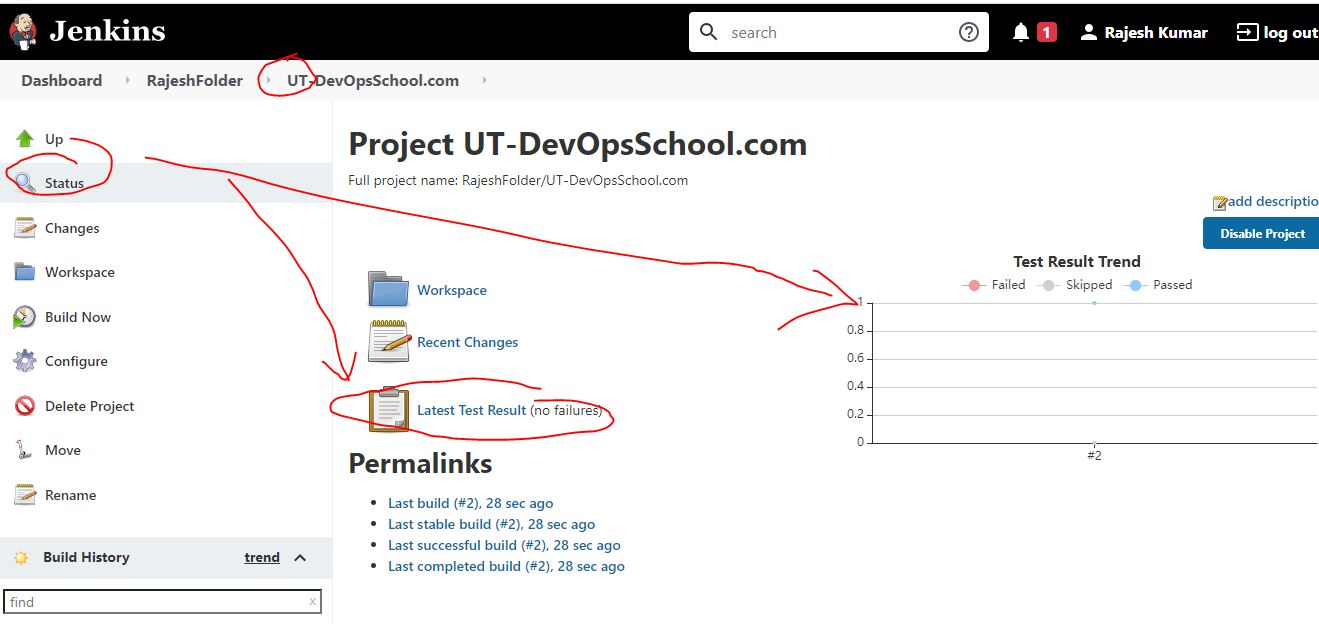 Jenkins
search
1
Rajesh Kumar
log out
Dashboard
RajeshFolder
UT-DevOpsSchool.com
Up
Status
Changes
Workspace
Build Now
Configure
Delete Project
Move
Rename
Build History
trend
find
x
Project UT-DevOpsSchool.com
Full project name: RajeshFolder/UT-DevOpsSchool.com
add descriptio
Disable Project
Workspace
Recent Changes
Latest Test Result (no failures)
Test Result Trend
Failed
Skipped
Passed
1
0.8
0.6
0.4
0.2
0
#2
Permalinks
Last build (#2), 28 sec ago
Last stable build (#2), 28 sec ago
Last successful build (#2), 28 sec ago
Last completed build (#2), 28 sec ago